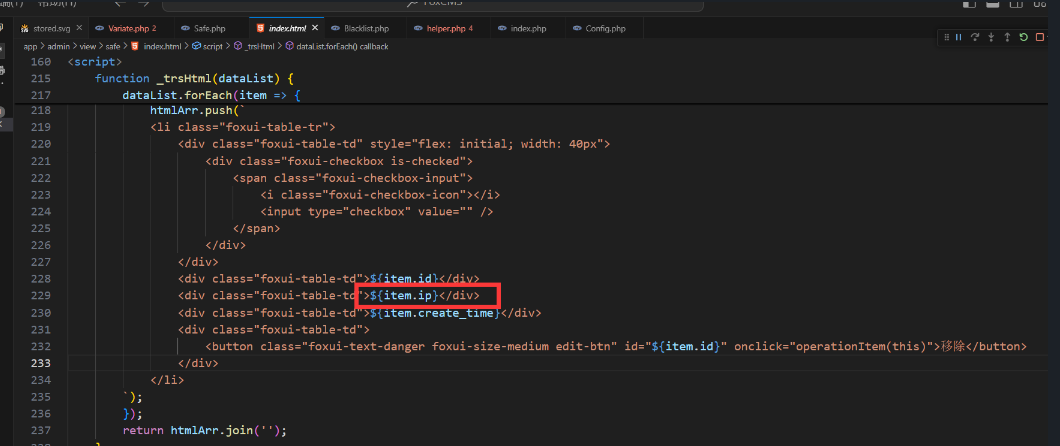 FoxCMS
stored.svg × Variate.php 2 Safe.php index.html × Blacklist.php helper.php 4 index.php Config.php
app > admin > view > safe > index.html > script > _trsHtml > dataList.forEach() callback
160 <script>
215 function _trsHtml(dataList) {
217 dataList.forEach(item => {
218 htmlArr.push(`
219 <li class="foxui-table-tr">
220 <div class="foxui-table-td" style="flex: initial; width: 40px">
221 <div class="foxui-checkbox is-checked">
222 <span class="foxui-checkbox-input">
223 <i class="foxui-checkbox-icon"></i>
224 <input type="checkbox" value="" />
225 </span>
226 </div>
227 </div>
228 <div class="foxui-table-td">${item.id}</div>
229 <div class="foxui-table-td">${item.ip}</div>
230 <div class="foxui-table-td">${item.create_time}</div>
231 <div class="foxui-table-td">
232 <button class="foxui-text-danger foxui-size-medium edit-btn" id="${item.id}" onclick="operationItem(this)">移除</button>
233 </div>
234 </li>
235 `);
236 });
237 return htmlArr.join('');